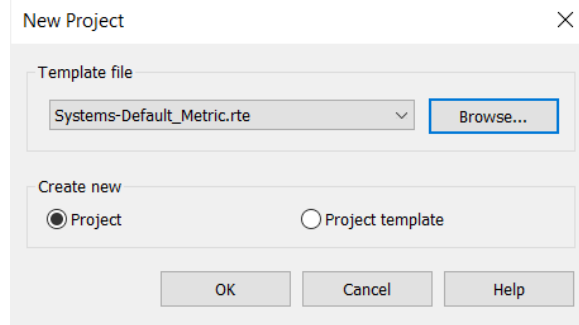 New Project
Template file
Systems-Default_Metric.rte
Browse...
Create new
Project
Project template
OK
Cancel
Help